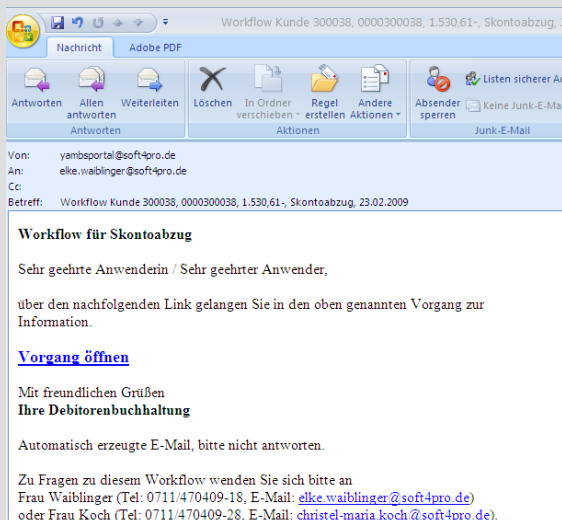 Workflow Kunde 300038, 0000300038, 1.530,61-, Skontoabzug,
Nachricht Adobe PDF
Antworten Allen antworten Weiterleiten Löschen In Ordner verschieben Regel erstellen Andere Aktionen Absender sperren Listen sicherer
Keine Junk-E-Ma
Antworten Aktionen Junk-E-Mail
Von: yambsportal@soft4pro.de
An: elke.waiblinger@soft4pro.de
Cc:
Betreff: Workflow Kunde 300038, 0000300038, 1.530,61-, Skontoabzug, 23.02.2009
Workflow für Skontoabzug
Sehr geehrte Anwenderin / Sehr geehrter Anwender,
über den nachfolgenden Link gelangen Sie in den oben genannten Vorgang zur
Information.
Vorgang öffnen
Mit freundlichen Grüßen
Ihre Debitorenbuchhaltung
Automatisch erzeugte E-Mail, bitte nicht antworten.
Zu Fragen zu diesem Workflow wenden Sie sich bitte an
Frau Waiblinger (Tel: 0711/470409-18, E-Mail: elke.waiblinger@soft4pro.de)
oder Frau Koch (Tel: 0711/470409-28, E-Mail: christel-maria.koch@soft4pro.de).